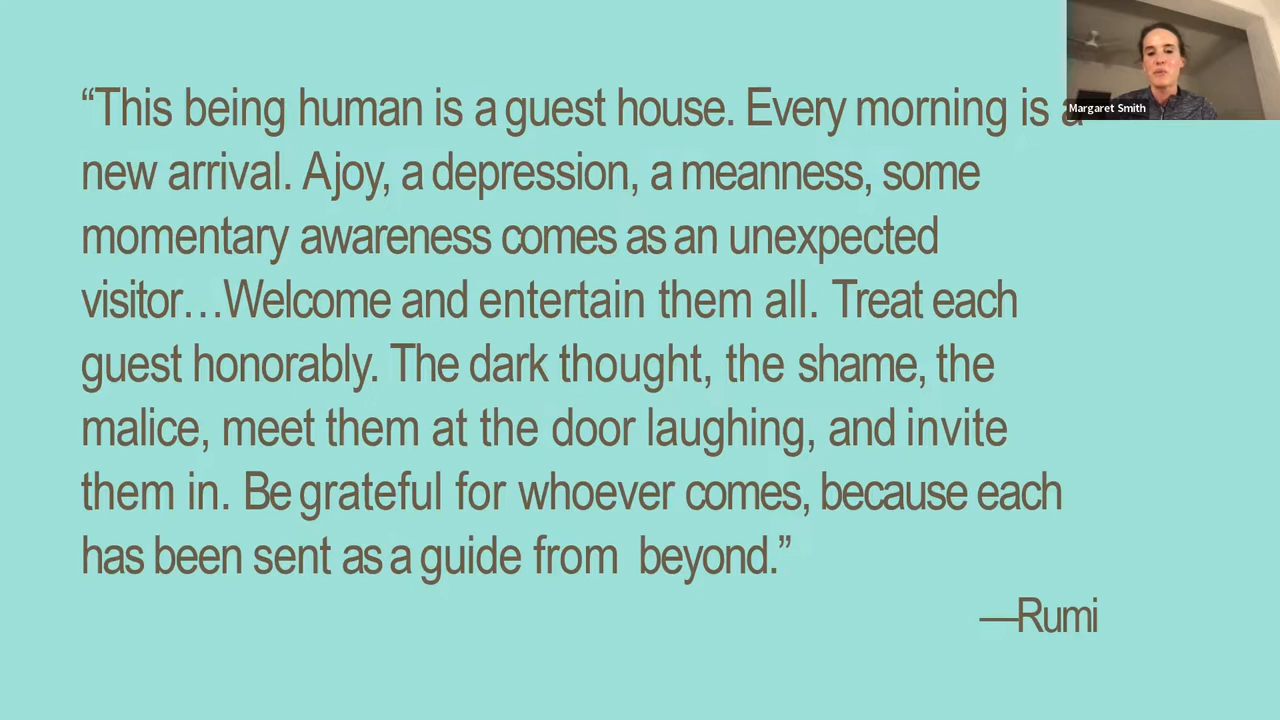 “This being human is a guest house. Every morning is a
Margaret Smith
new arrival. A joy, a depression, a meanness, some
momentary awareness comes as an unexpected
visitor…Welcome and entertain them all. Treat each
guest honorably. The dark thought, the shame, the
malice, meet them at the door laughing, and invite
them in. Be grateful for whoever comes, because each
has been sent as a guide from beyond.”
—Rumi